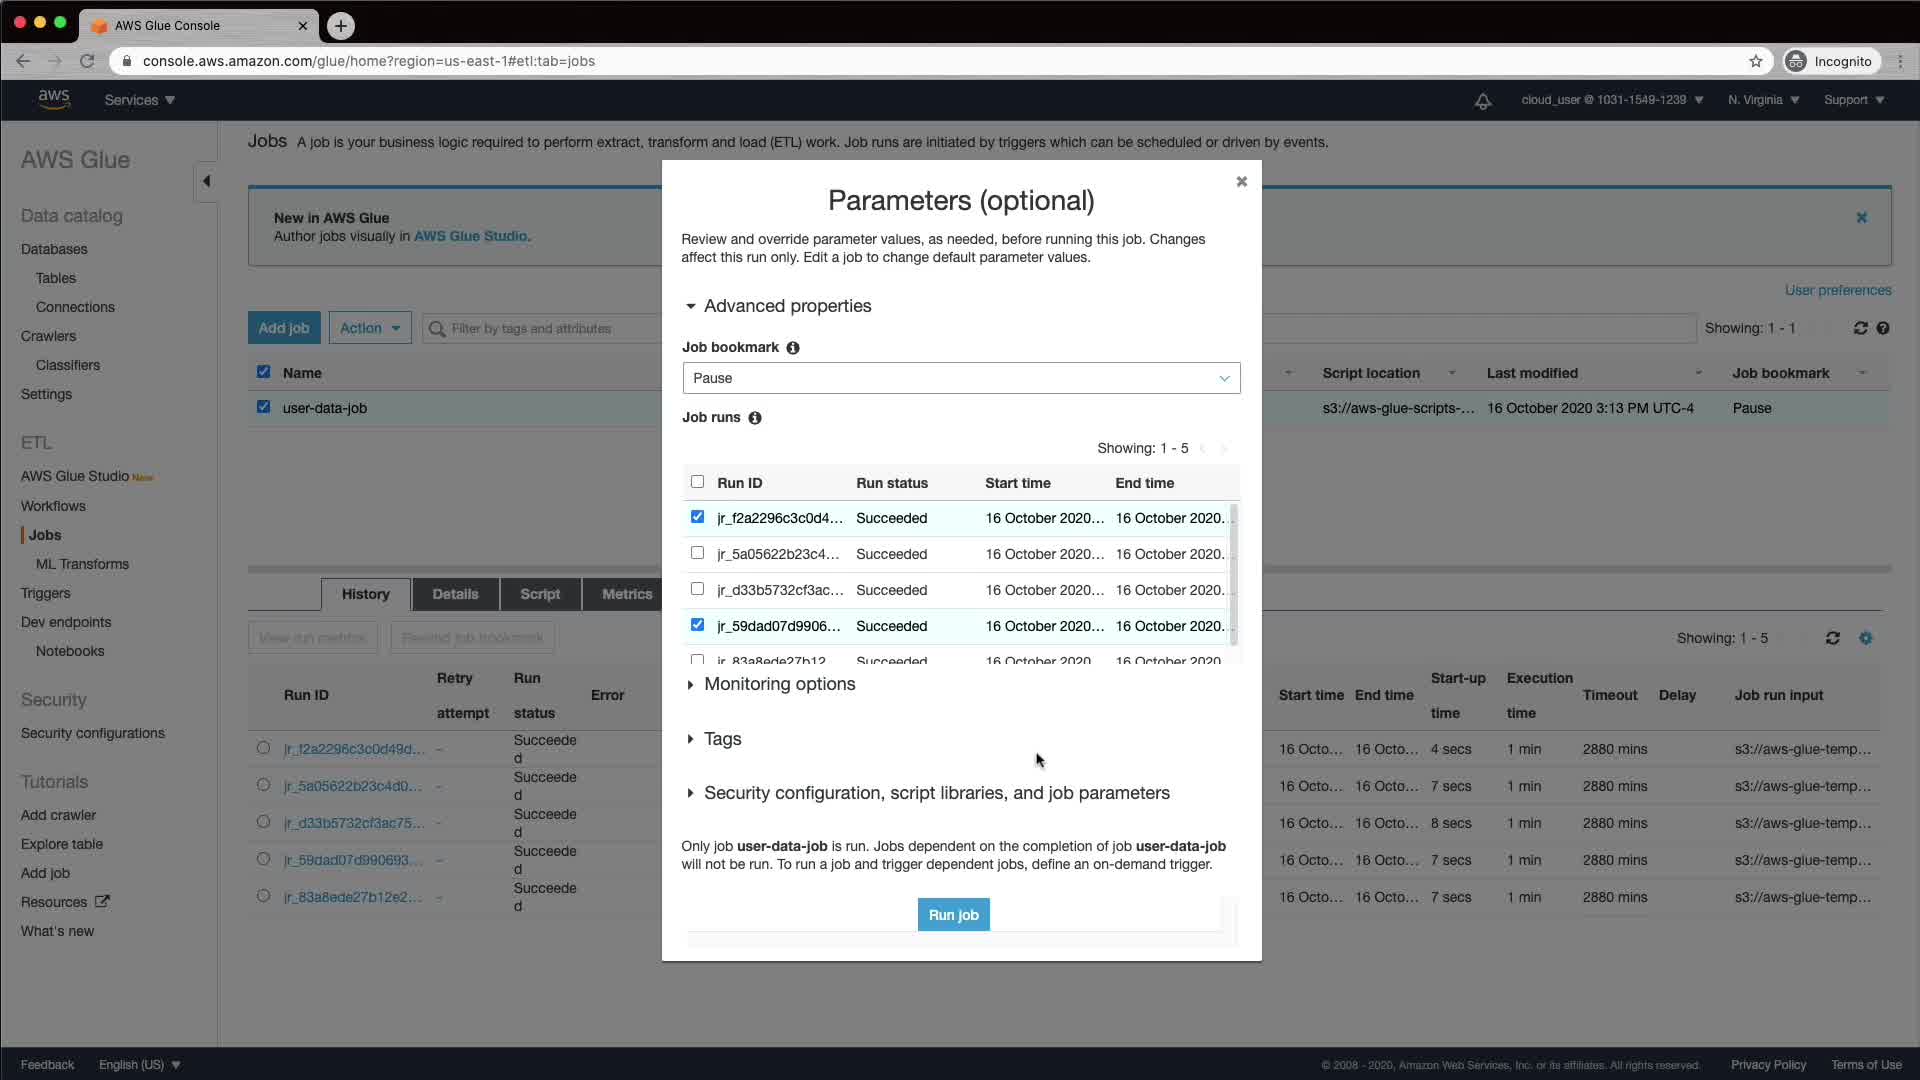 AWS Glue Console
console.aws.amazon.com/glue/home?region=us-east-1#etl:tab=jobs
Incognito
aws
Services
cloud_user @ 1031-1549-1239
N. Virginia
Support
AWS Glue
Data catalog
Databases
Tables
Connections
Crawlers
Classifiers
Settings
ETL
AWS Glue Studio New
Workflows
Jobs
ML Transforms
Triggers
Dev endpoints
Notebooks
Security
Security configurations
Tutorials
Add crawler
Explore table
Add job
Resources
What's new
Jobs A job is your business logic required to perform extract, transform and load (ETL) work. Job runs are initiated by triggers which can be scheduled or driven by events.
New in AWS Glue
Author jobs visually in AWS Glue Studio.
User preferences
Add job
Action
Filter by tags and attributes
Showing: 1 - 1
Name
Script location
Last modified
Job bookmark
user-data-job
s3://aws-glue-scripts-...
16 October 2020 3:13 PM UTC-4
Pause
History
Details
Script
Metrics
View run metrics
Rewind job bookmark
Showing: 1 - 5
Run ID
Retry attempt
Run status
Error
Start time
End time
Start-up time
Execution time
Timeout
Delay
Job run input
jr_f2a2296c3c0d49d... - Succeeded 16 Octo... 16 Octo... 4 secs 1 min 2880 mins s3://aws-glue-temp...
jr_5a05622b23c4d0... - Succeeded 16 Octo... 16 Octo... 7 secs 1 min 2880 mins s3://aws-glue-temp...
jr_d33b5732cf3ac75... - Succeeded 16 Octo... 16 Octo... 8 secs 1 min 2880 mins s3://aws-glue-temp...
jr_59dad07d990693... - Succeeded 16 Octo... 16 Octo... 7 secs 1 min 2880 mins s3://aws-glue-temp...
jr_83a8ede27b12e2... - Succeeded 16 Octo... 16 Octo... 7 secs 1 min 2880 mins s3://aws-glue-temp...
Parameters (optional)
Review and override parameter values, as needed, before running this job. Changes
affect this run only. Edit a job to change default parameter values.
Advanced properties
Job bookmark
Pause
Job runs
Showing: 1 - 5
Run ID Run status Start time End time
jr_f2a2296c3c0d4... Succeeded 16 October 2020... 16 October 2020...
jr_5a05622b23c4... Succeeded 16 October 2020... 16 October 2020...
jr_d33b5732cf3ac... Succeeded 16 October 2020... 16 October 2020...
jr_59dad07d9906... Succeeded 16 October 2020... 16 October 2020...
jr_83a8ede27b12 Succeeded 16 October 2020 16 October 2020
Monitoring options
Tags
Security configuration, script libraries, and job parameters
Only job user-data-job is run. Jobs dependent on the completion of job user-data-job
will not be run. To run a job and trigger dependent jobs, define an on-demand trigger.
Run job
Feedback
English (US)
© 2008 - 2020, Amazon Web Services, Inc. or its affiliates. All rights reserved.
Privacy Policy
Terms of Use